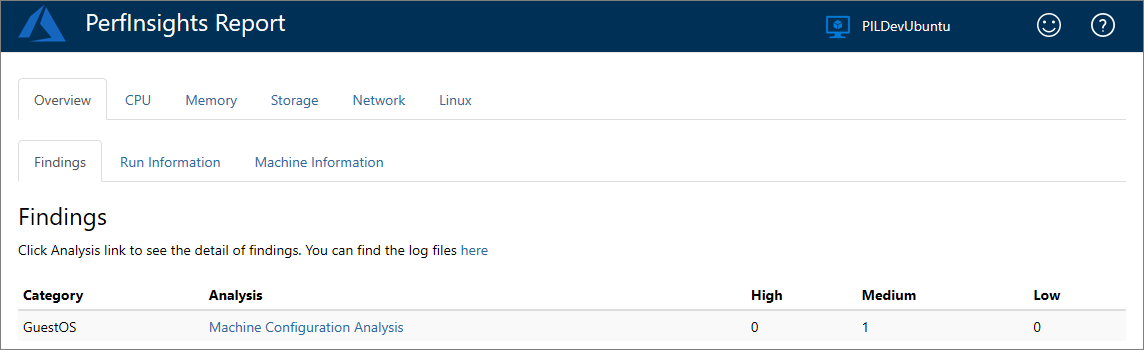 PerfInsights Report
PILDevUbuntu
Overview CPU Memory Storage Network Linux
Findings Run Information Machine Information
Findings
Click Analysis link to see the detail of findings. You can find the log files here
Category Analysis High Medium Low
GuestOS Machine Configuration Analysis 0 1 0